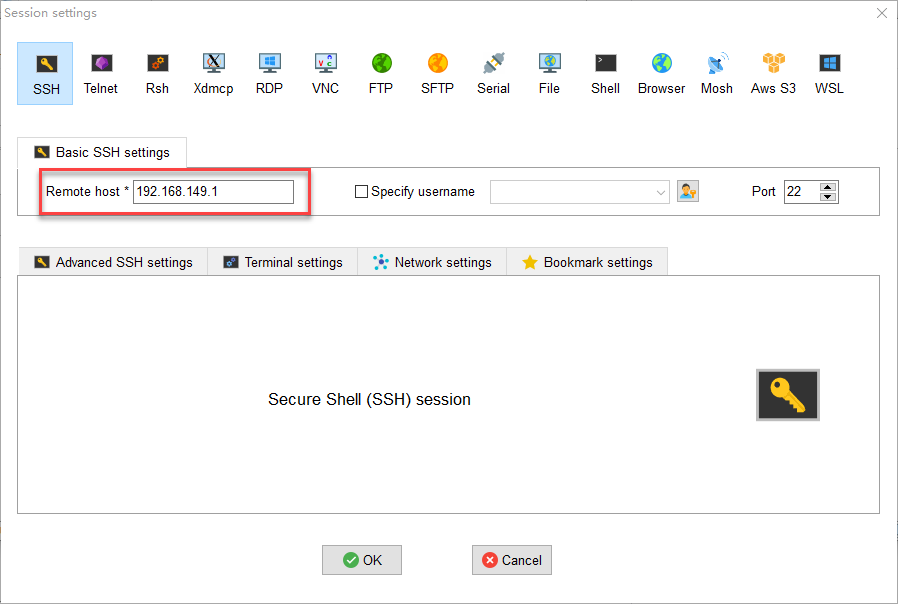 Session settings
SSH Telnet Rsh Xdmcp RDP VNC FTP SFTP Serial File Shell Browser Mosh Aws S3 WSL
Basic SSH settings
Remote host * 192.168.149.1 Specify username Port 22
Advanced SSH settings Terminal settings Network settings Bookmark settings
Secure Shell (SSH) session
OK Cancel